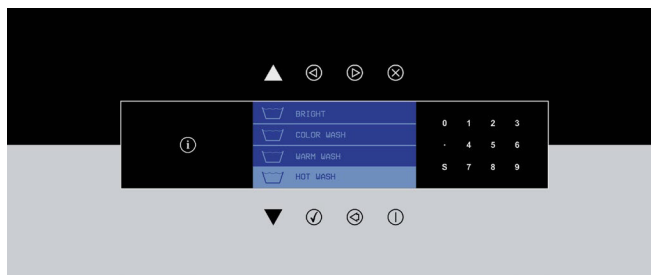 BRIGHT
COLOR WASH
WARM WASH
HOT WASH
i
0 1 2 3
· 4 5 6
S 7 8 9